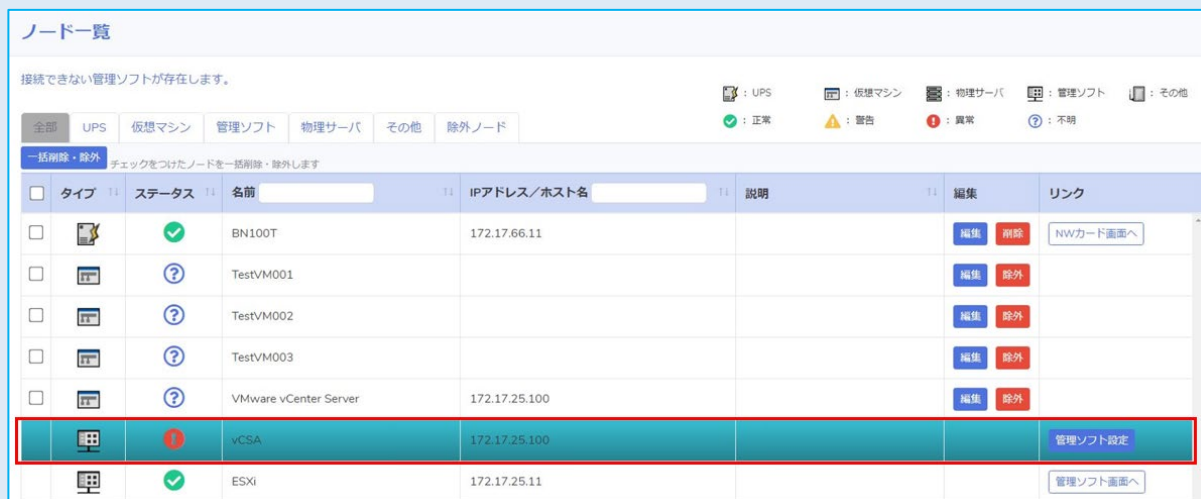 ノード一覧
接続できない管理ソフトが存在します。
: UPS : 仮想マシン : 物理サーバ : 管理ソフト : その他
: 正常 : 警告 : 異常 : 不明
全部 UPS 仮想マシン 管理ソフト 物理サーバ その他 除外ノード
一括削除・除外 チェックをつけたノードを一括削除・除外します
タイプ ステータス 名前 IPアドレス／ホスト名 説明 編集 リンク
BN100T 172.17.66.11 編集 削除 NWカード画面へ
TestVM001 編集 除外
TestVM002 編集 除外
TestVM003 編集 除外
VMware vCenter Server 172.17.25.100 編集 除外
vCSA 172.17.25.100 管理ソフト設定
ESXi 172.17.25.11 管理ソフト画面へ